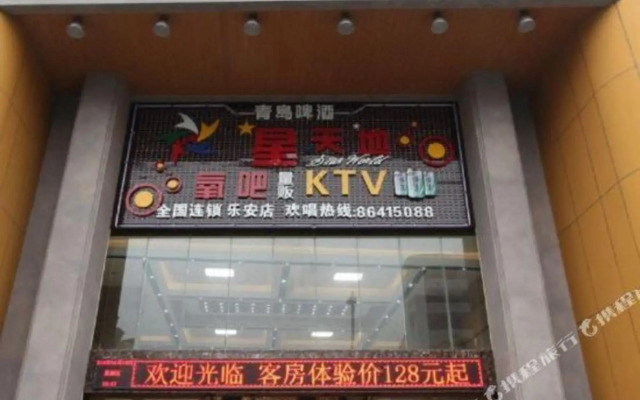 青岛啤酒
星天地
Star World
氧吧 量贩 KTV
全国连锁 乐安店 欢唱热线:86415088
欢迎光临 客房体验价128元起
携程旅行